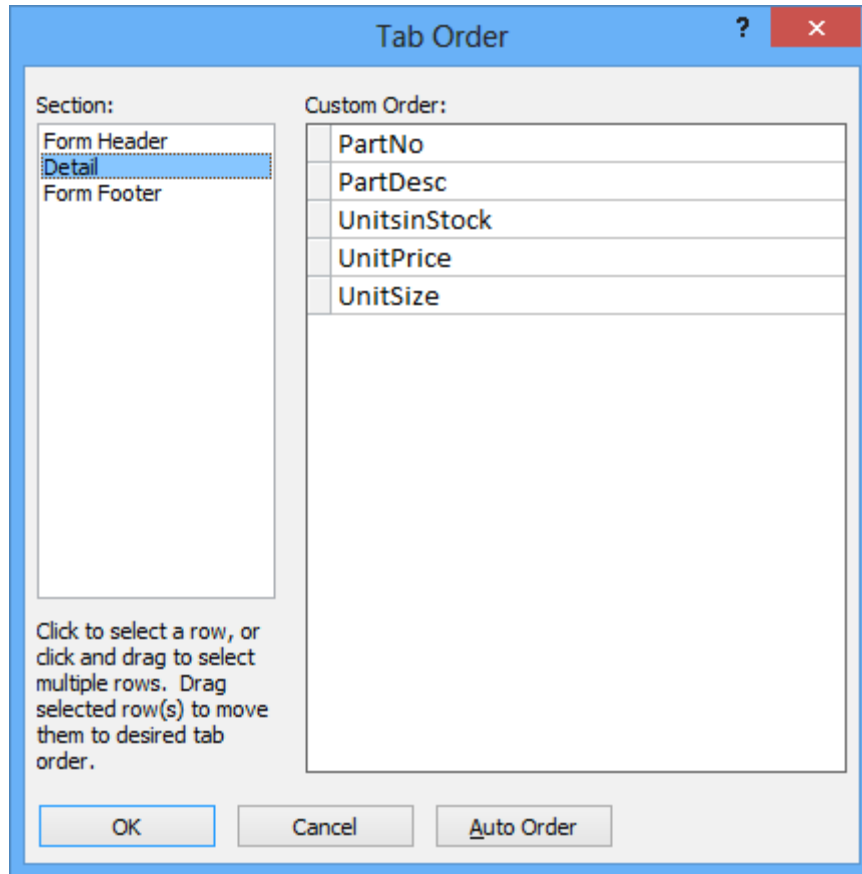 Tab Order
?
×
Section:
Form Header
Detail
Form Footer
Custom Order:
PartNo
PartDesc
UnitsinStock
UnitPrice
UnitSize
Click to select a row, or
click and drag to select
multiple rows.  Drag
selected row(s) to move
them to desired tab
order.
OK
Cancel
Auto Order